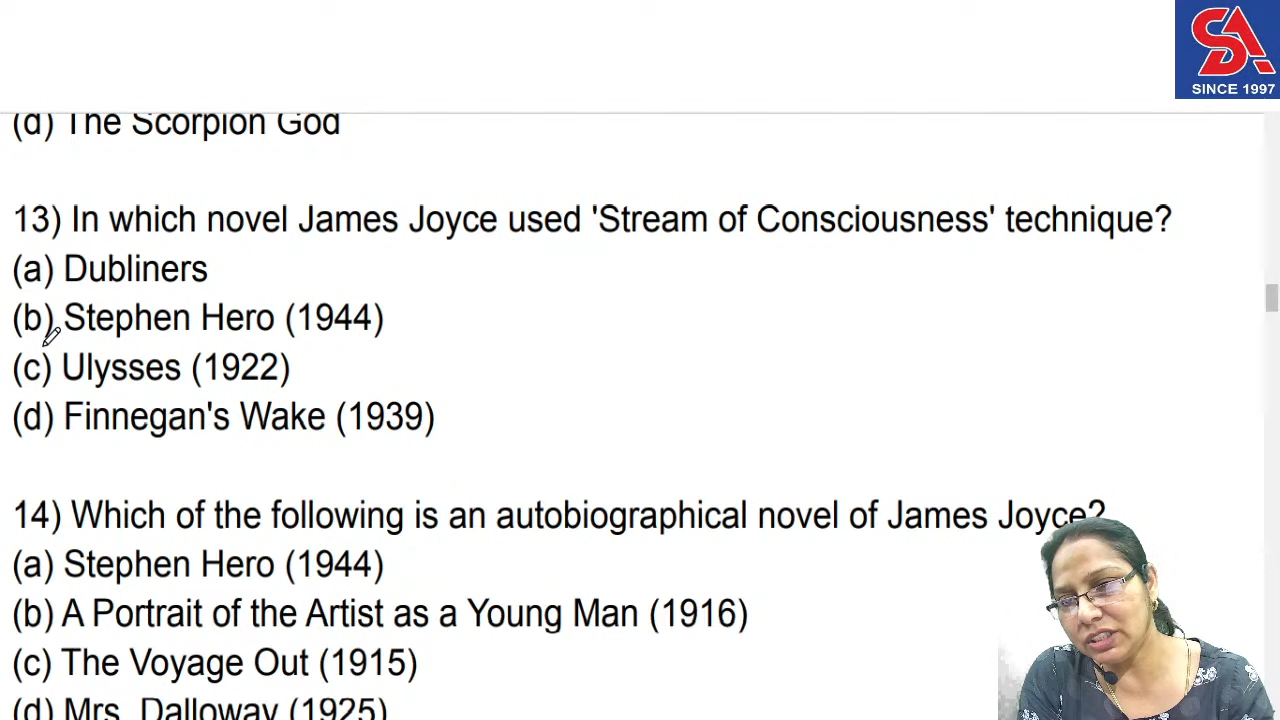 SA
SINCE 1997
(d) The Scorpion God
13) In which novel James Joyce used 'Stream of Consciousness' technique?
(a) Dubliners
(b) Stephen Hero (1944)
(c) Ulysses (1922)
(d) Finnegan's Wake (1939)
14) Which of the following is an autobiographical novel of James Joyce?
(a) Stephen Hero (1944)
(b) A Portrait of the Artist as a Young Man (1916)
(c) The Voyage Out (1915)
(d) Mrs. Dalloway (1925)